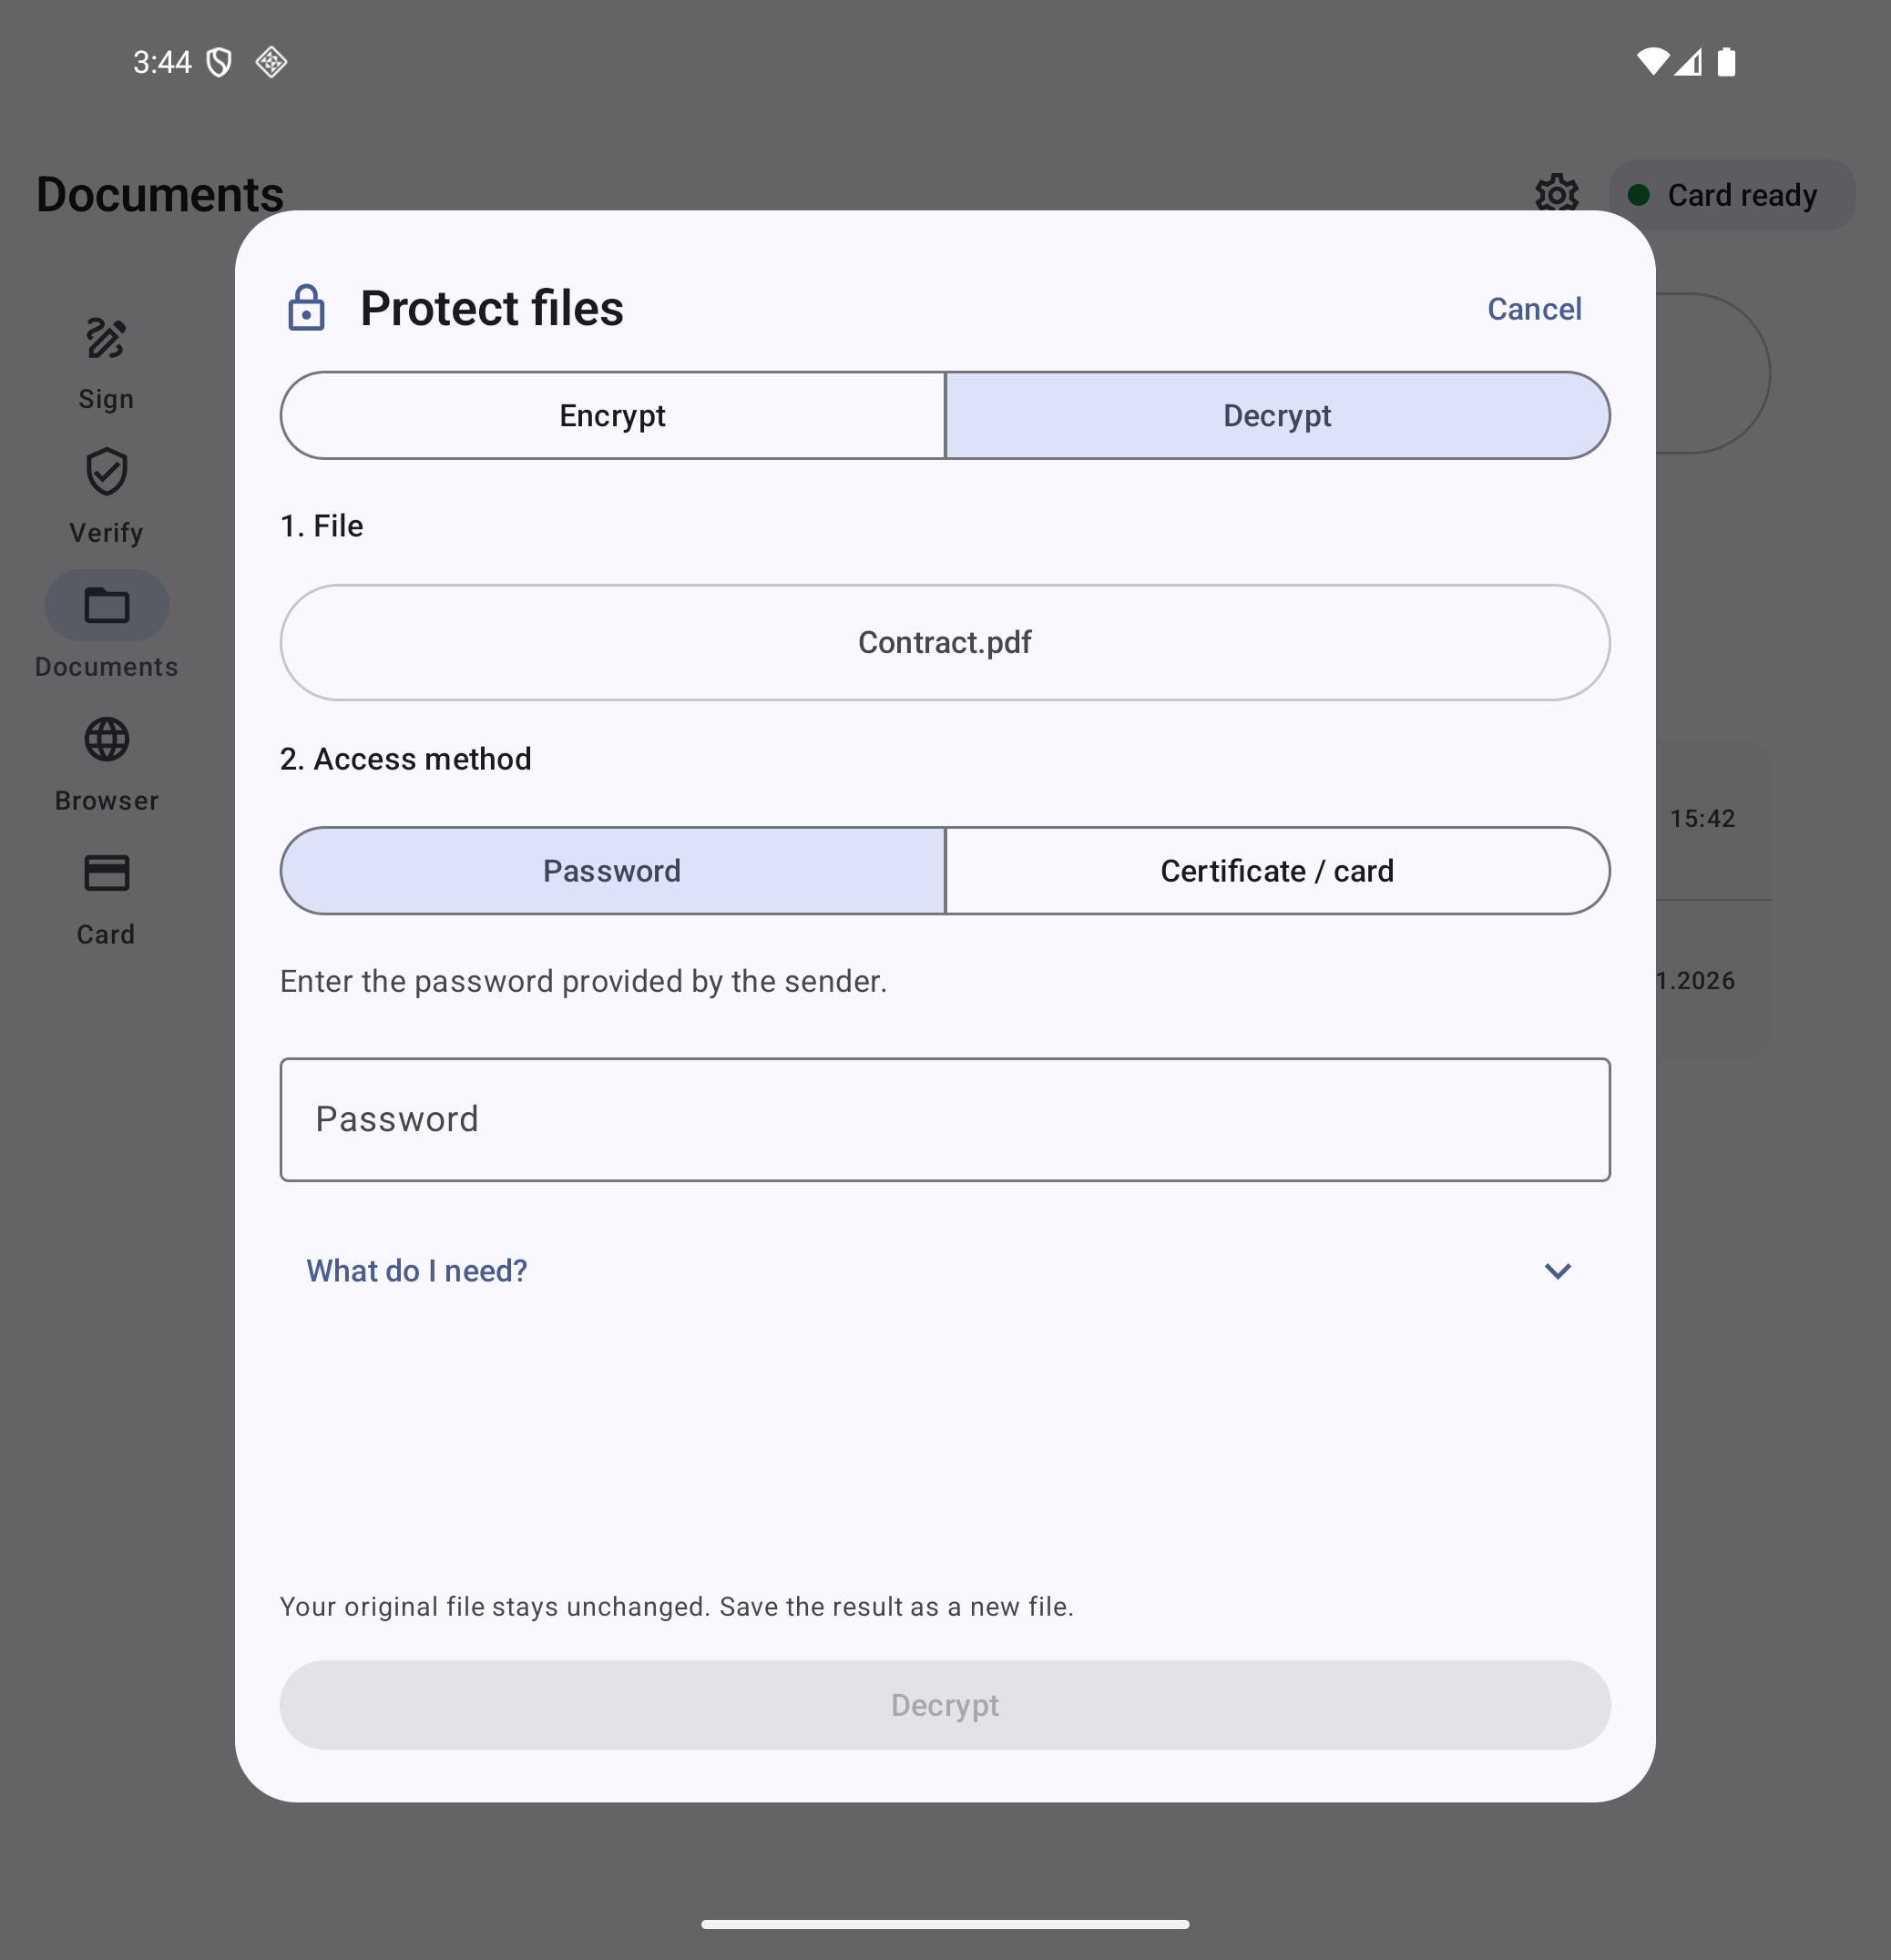 3:44
Documents
Card ready
Protect files
Cancel
Encrypt
Decrypt
1. File
Contract.pdf
2. Access method
Password
Certificate / card
Enter the password provided by the sender.
Password
What do I need?
Your original file stays unchanged. Save the result as a new file.
Decrypt
Sign
Verify
Documents
Browser
Card
15:42
1.2026